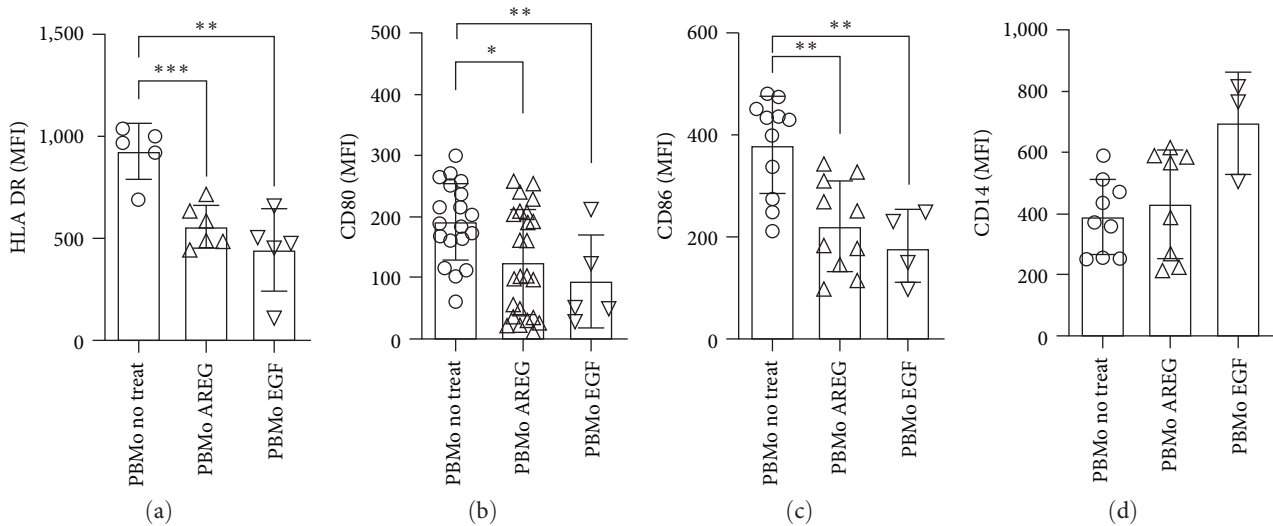 HLA DR (MFI)
1,500
1,000
500
0
**
***
PBMo no treat
PBMo AREG
PBMo EGF
(a)
CD80 (MFI)
500
400
300
200
100
0
**
*
PBMo no treat
PBMo AREG
PBMo EGF
(b)
CD86 (MFI)
600
400
200
0
**
**
PBMo no treat
PBMo AREG
PBMo EGF
(c)
CD14 (MFI)
1,000
800
600
400
200
0
PBMo no treat
PBMo AREG
PBMo EGF
(d)